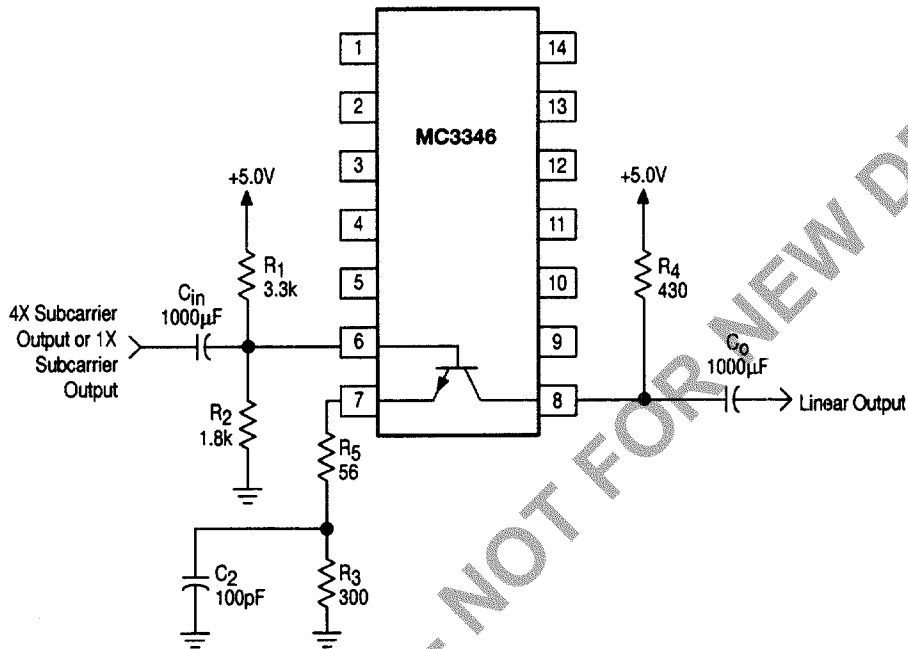 1
14
2
13
MC3346
3
12
+5.0V
+5.0V
4
11
R1
3.3k
5
10
R4
430
Cin
1000µF
4X Subcarrier
Output or 1X
Subcarrier
Output
6
9
Co
1000µF
7
8
Linear Output
R2
1.8k
R5
56
C2
100pF
R3
300
NOT FOR NEW